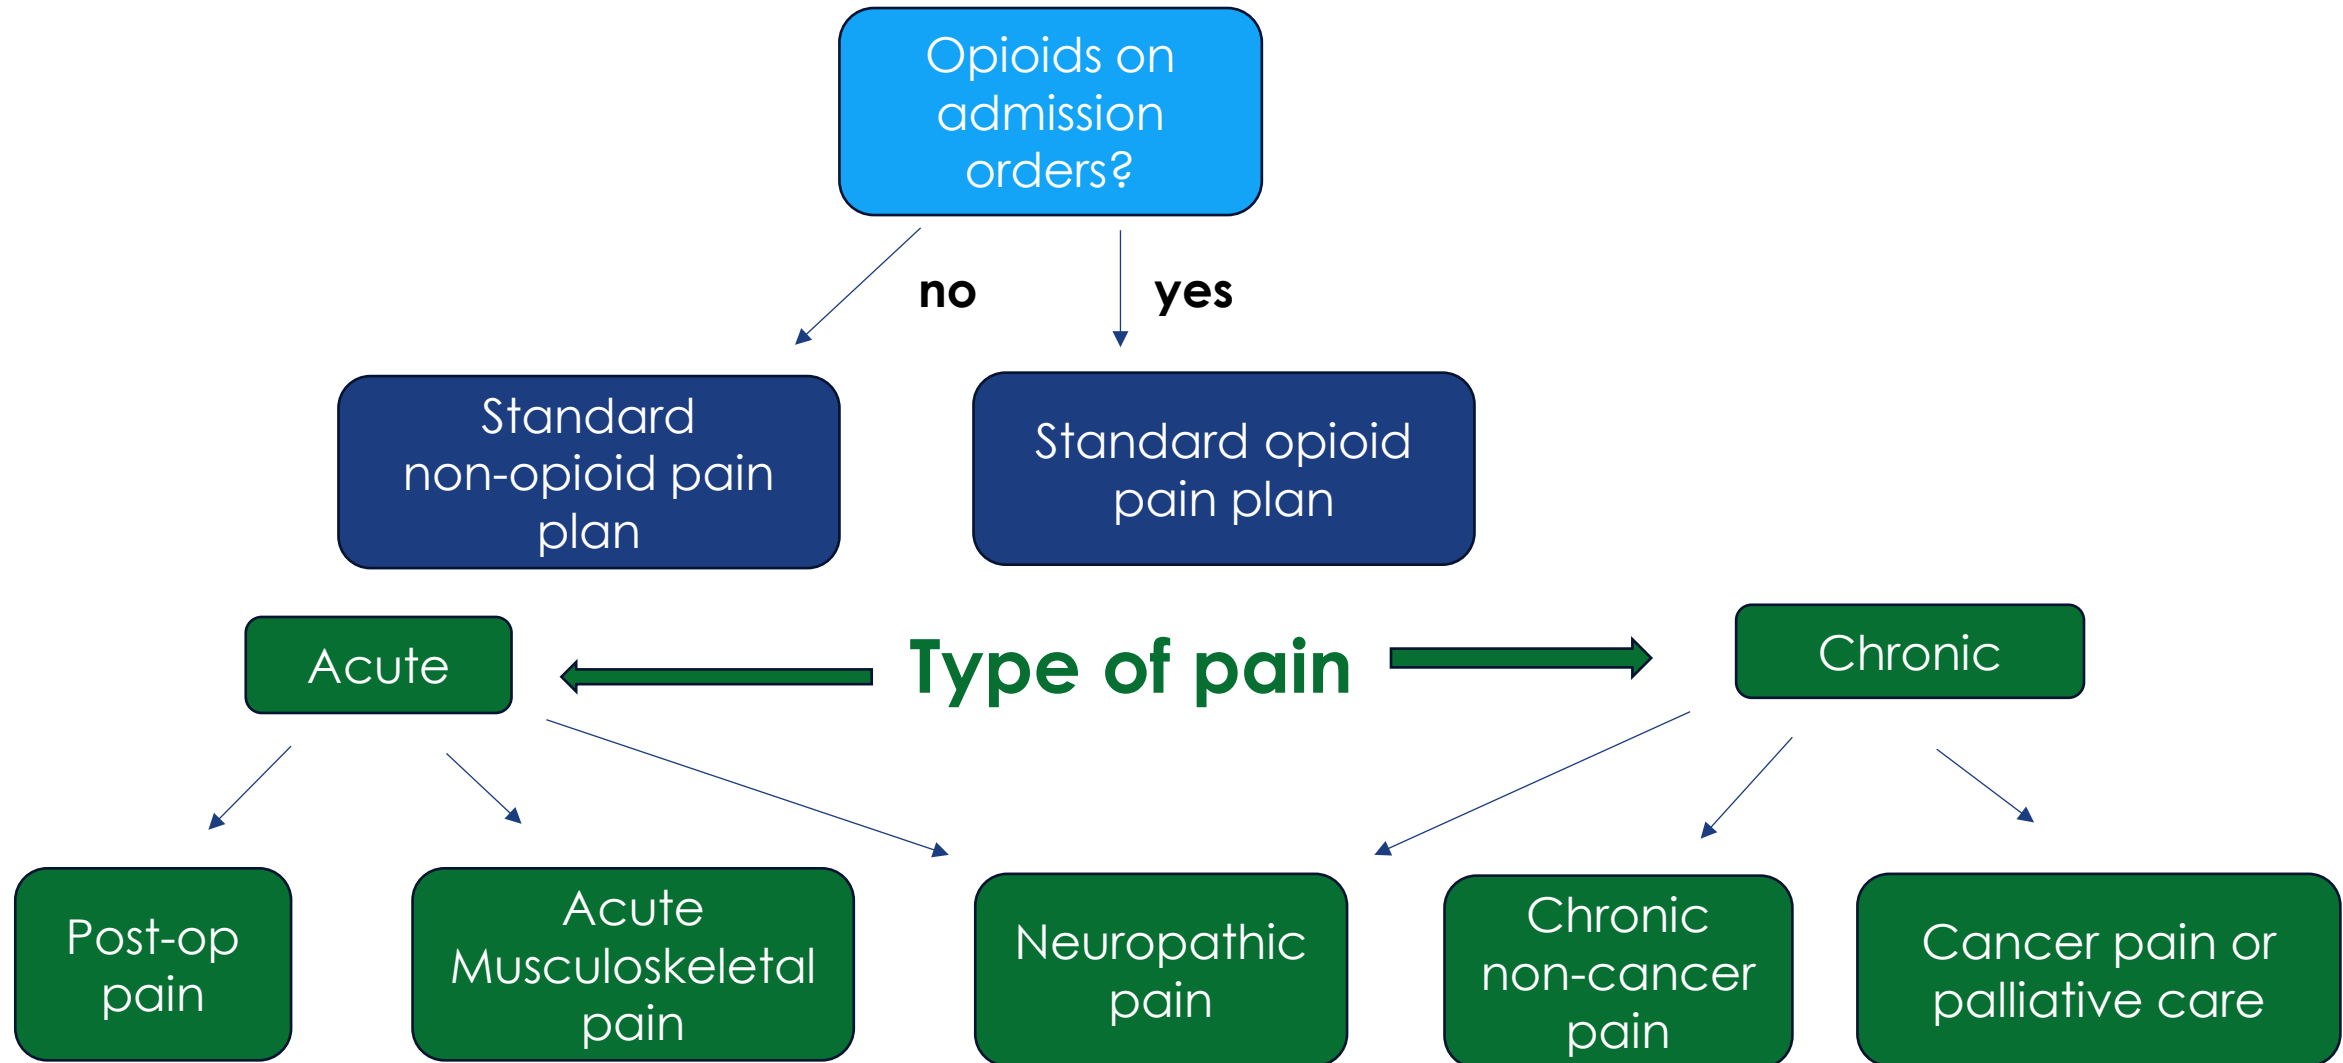 Opioids on
admission
orders?
no
yes
Standard
non-opioid pain
plan
Standard opioid
pain plan
Acute
Type of pain
Chronic
Post-op
pain
Acute
Musculoskeletal
pain
Neuropathic
pain
Chronic
non-cancer
pain
Cancer pain or
palliative care